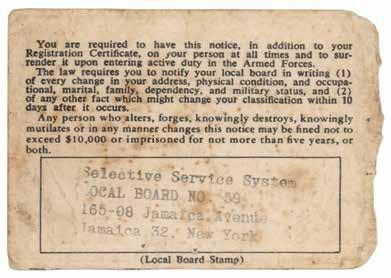 You are required to have this notice, in addition to your
Registration Certificate, on your person at all times and to sur-
render it upon entering active duty in the Armed Forces.
The law requires you to notify your local board in writing (1)
of every change in your address, physical condition, and occupa-
tional, marital, family, dependency, and military status, and (2)
of any other fact which might change your classification within 10
days after it occurs.
Any person who alters, forges, knowingly destroys, knowingly
mutilates or in any manner changes this notice may be fined not to
exceed $10,000 or imprisoned for not more than five years, or
both.
Selective Service System
LOCAL BOARD NO. 59
165-08 Jamaica Avenue
Jamaica 32, New York
(Local Board Stamp)